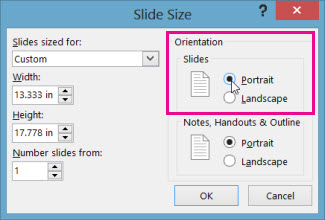 Slide Size
? ×
Slides sized for:
Custom
Width:
13.333 in
Height:
17.778 in
Number slides from:
1
Orientation
Slides
Portrait
Landscape
Notes, Handouts & Outline
Portrait
Landscape
OK Cancel